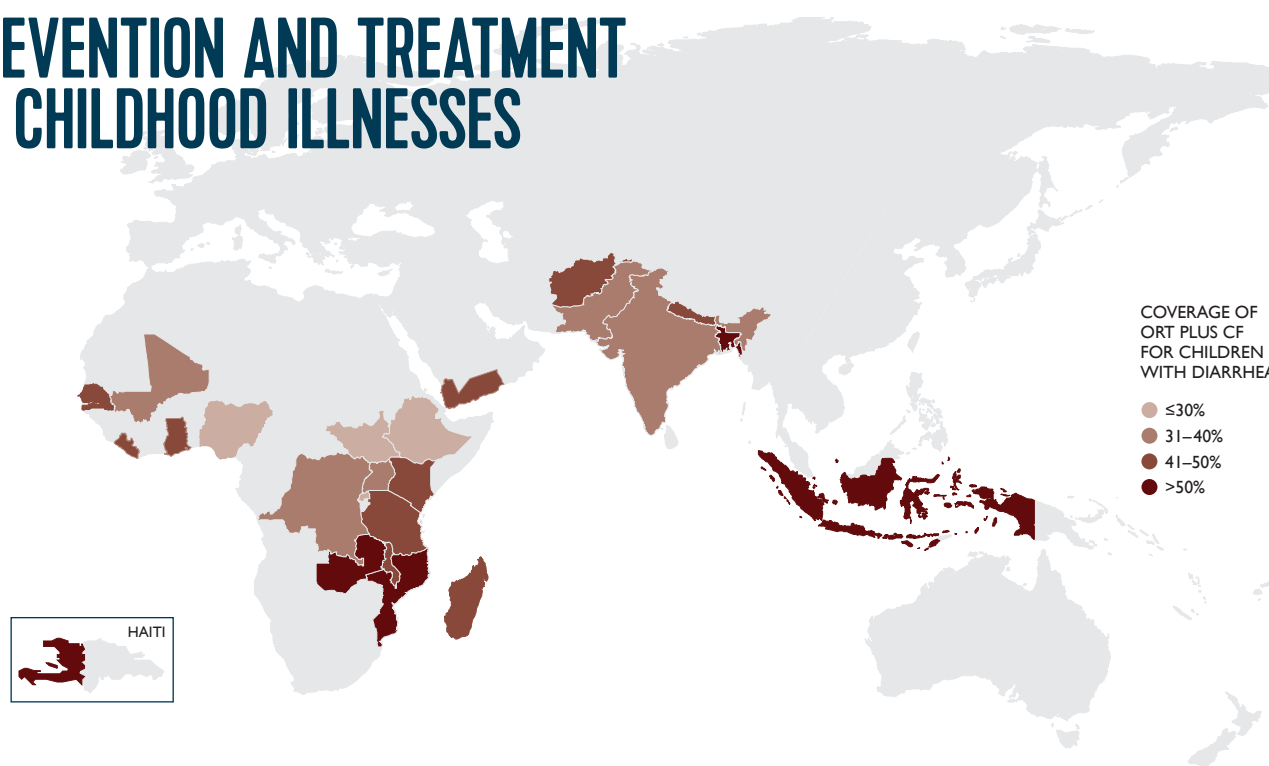 EVENTION AND TREATMENT
CHILDHOOD ILLNESSES
COVERAGE OF
ORT PLUS CF
FOR CHILDREN
WITH DIARRHEA
≤30%
31–40%
41–50%
>50%
HAITI